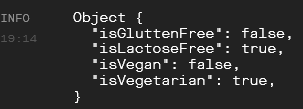 INFO Object {
19:14 "isGluttenFree": false,
"isLactoseFree": true,
"isVegan": false,
"isVegetarian": true,
}